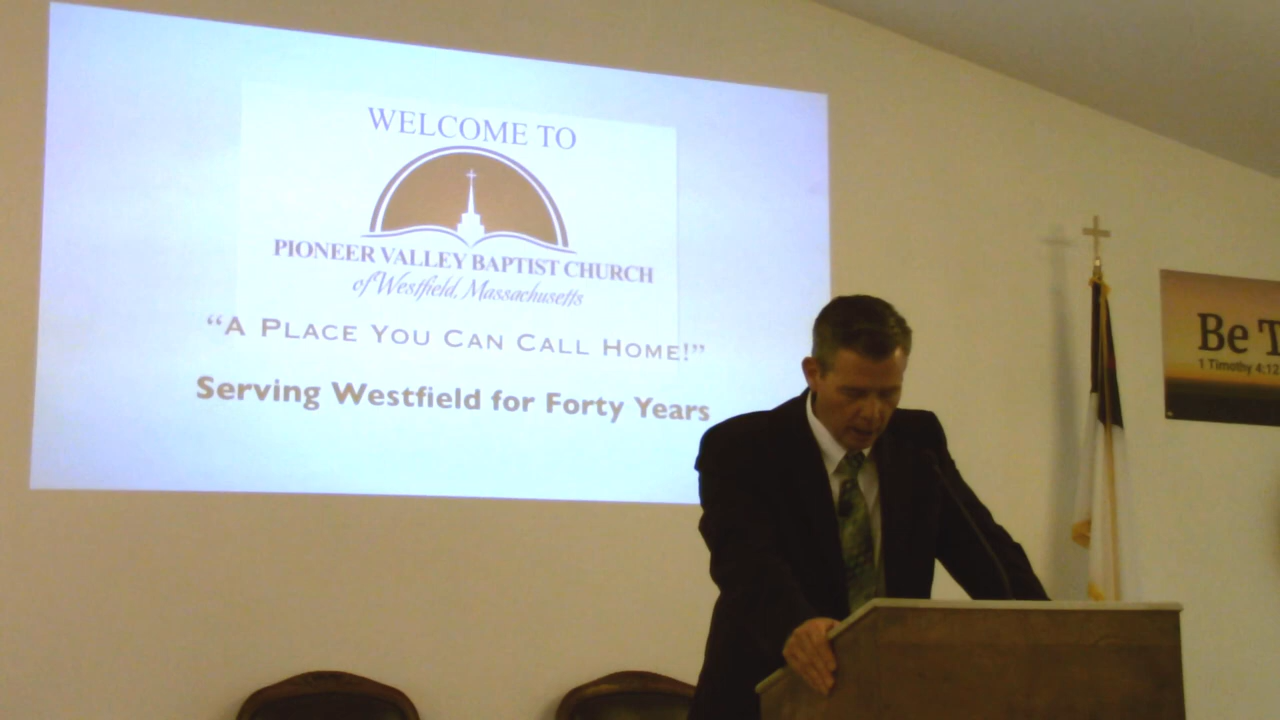 WELCOME TO
PIONEER VALLEY BAPTIST CHURCH
of Westfield, Massachusetts
“A PLACE YOU CAN CALL HOME!”
Serving Westfield for Forty Years
Be T
1 Timothy 4:12